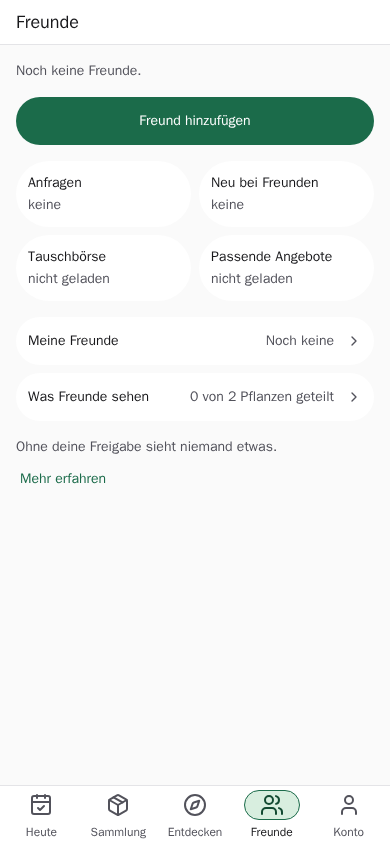 Freunde
Noch keine Freunde.
Freund hinzufügen
Anfragen
keine
Neu bei Freunden
keine
Tauschbörse
nicht geladen
Passende Angebote
nicht geladen
Meine Freunde
Noch keine
Was Freunde sehen
0 von 2 Pflanzen geteilt
Ohne deine Freigabe sieht niemand etwas.
Mehr erfahren
Heute
Sammlung
Entdecken
Freunde
Konto